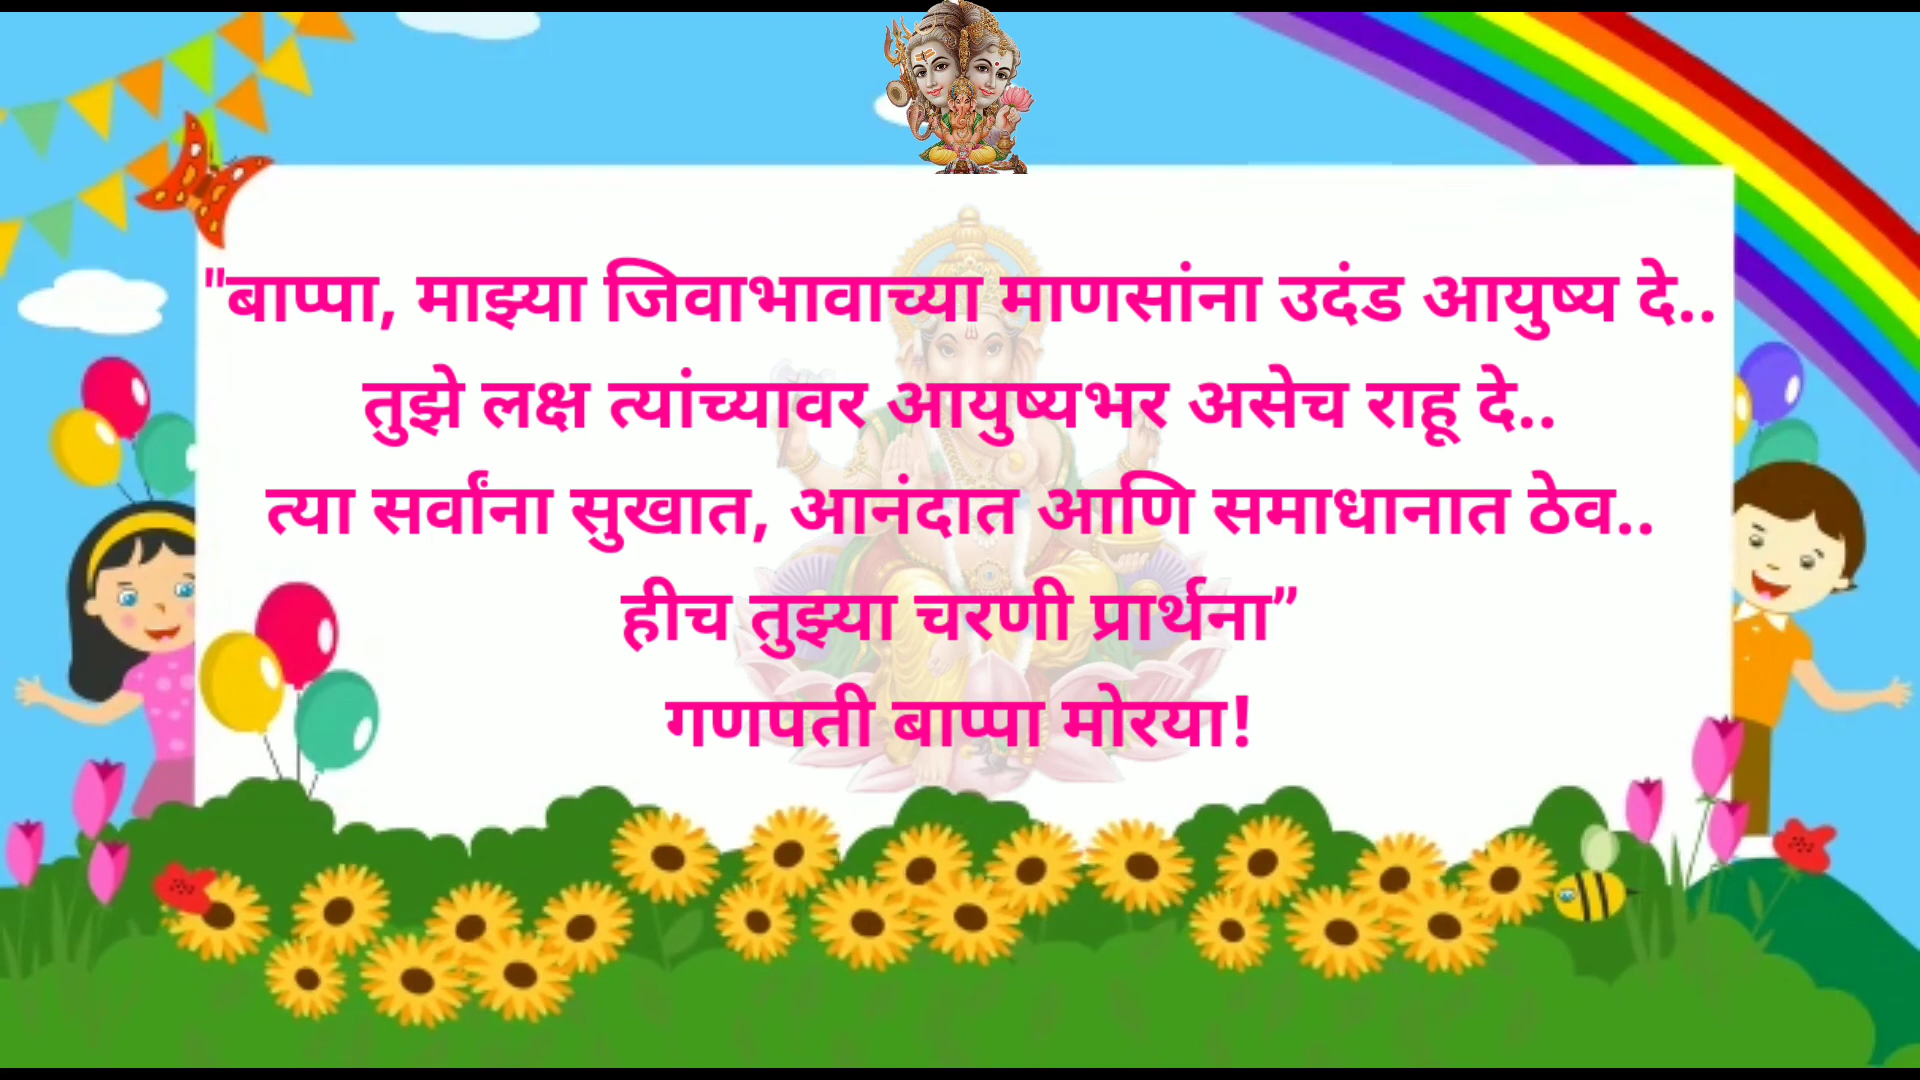 "बाप्पा, माझ्या जिवाभावाच्या माणसांना उदंड आयुष्य दे..
तुझे लक्ष त्यांच्यावर आयुष्यभर असेच राहू दे..
त्या सर्वांना सुखात, आनंदात आणि समाधानात ठेव..
हीच तुझ्या चरणी प्रार्थना”
गणपती बाप्पा मोरया!